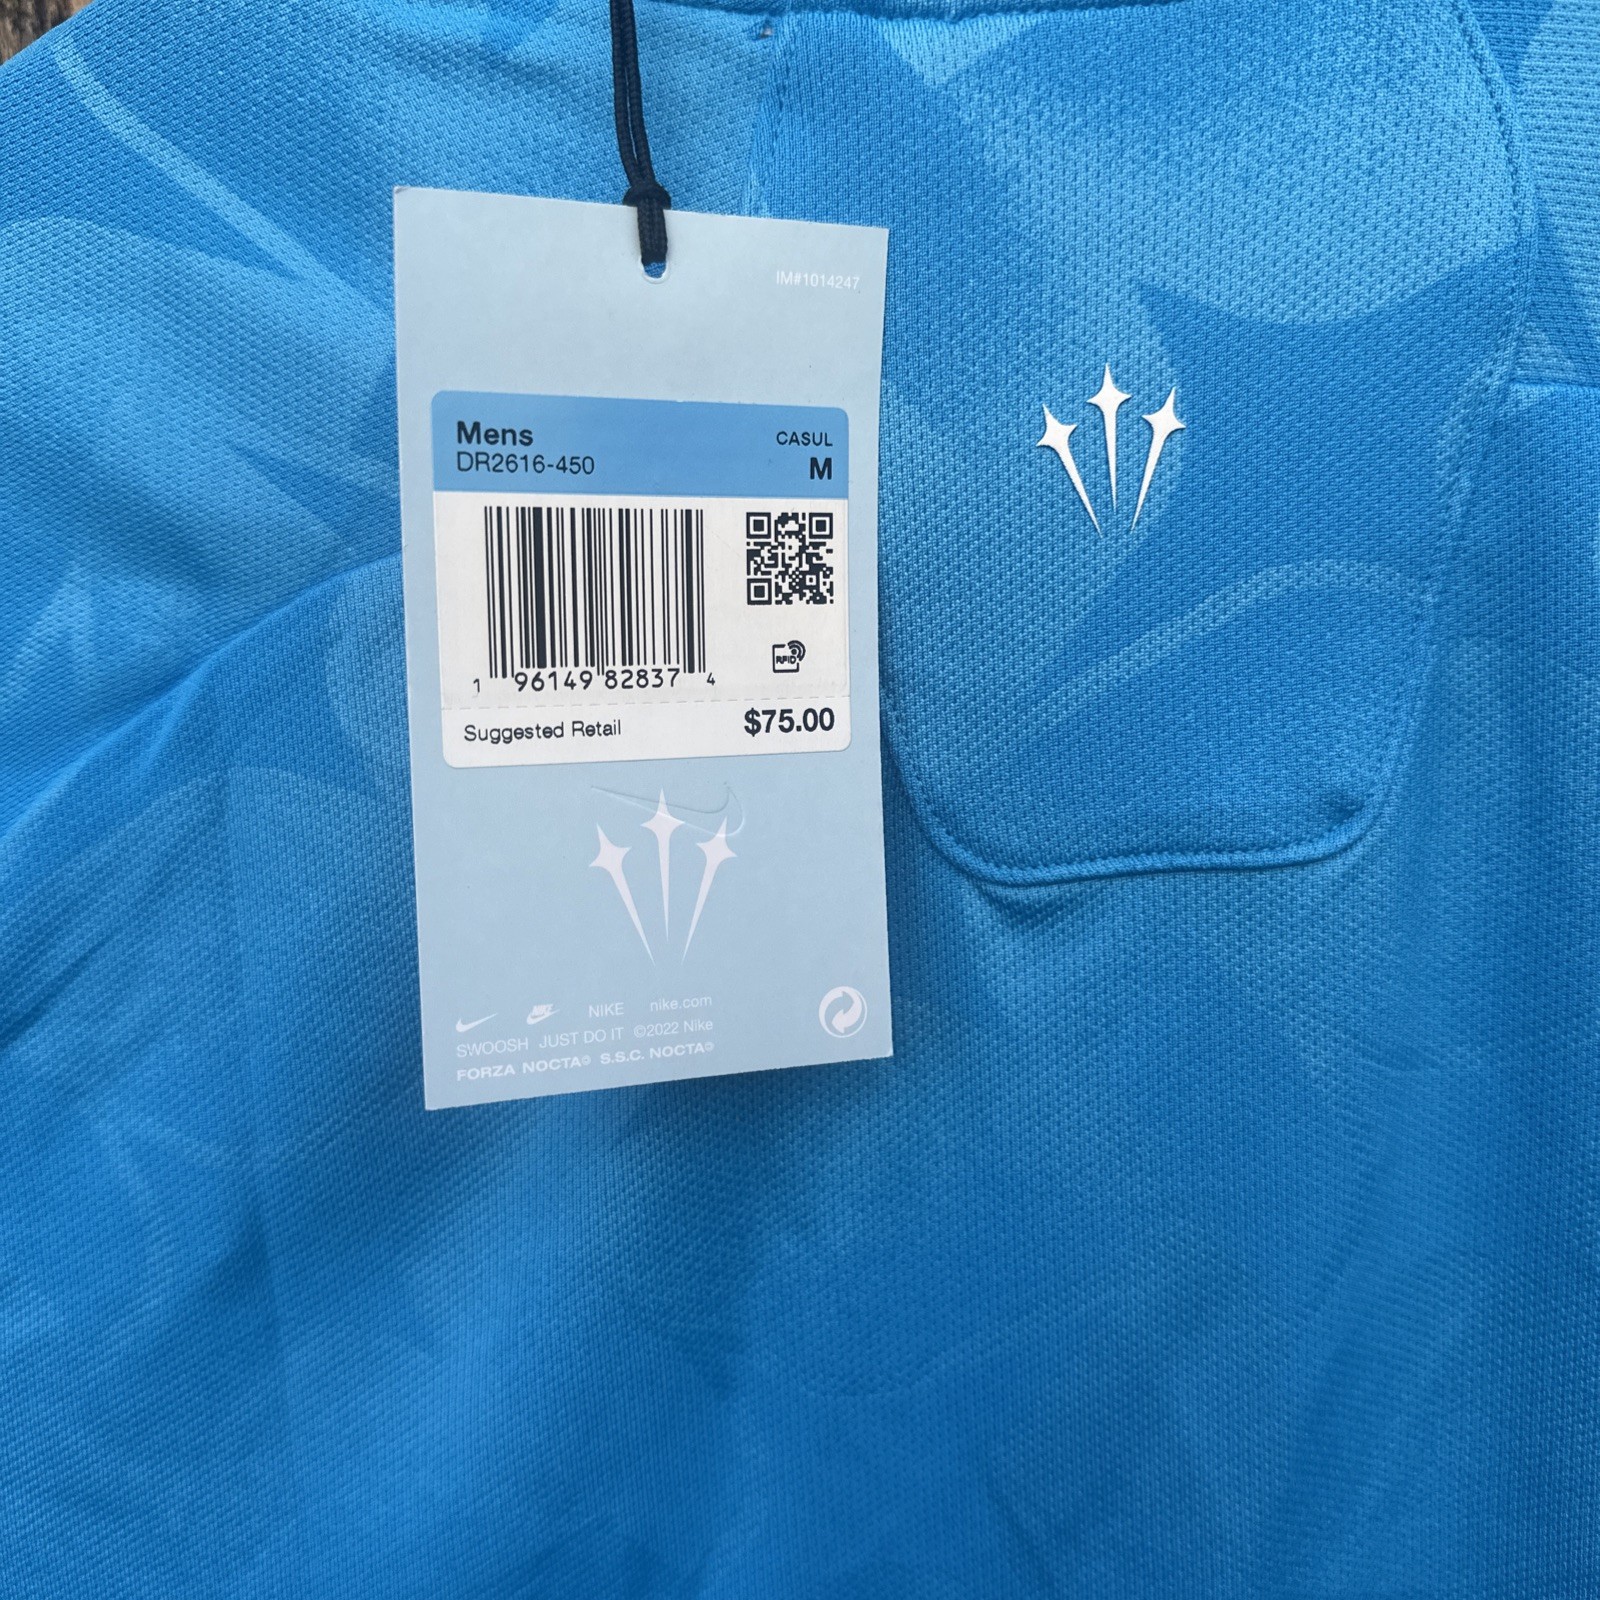 IM#1014247
Mens
CASUL
DR2616-450
M
RFID
1 96149 82837 4
Suggested Retail $75.00
NIKE nike.com
SWOOSH JUST DO IT ©2022 Nike
FORZA NOCTA© S.S.C. NOCTA©